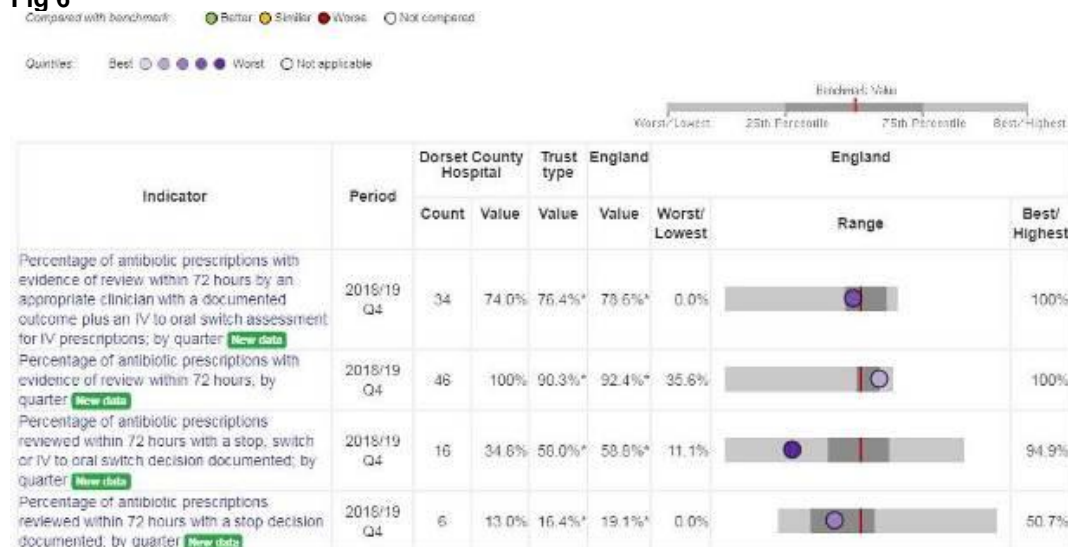 Fig 6
Compared with benchmark: Better Similar Worse Not compared
Quintiles: Best Worst Not applicable
Benchmark Value
Worst/Lowest 25th Percentile 75th Percentile Best/Highest
Indicator Period Dorset County Hospital Trust type England England
Count Value Value Value Worst/Lowest Range Best/Highest
Percentage of antibiotic prescriptions with
evidence of review within 72 hours by an
appropriate clinician with a documented
outcome plus an IV to oral switch assessment
for IV prescriptions; by quarter New data
2018/19 Q4 34 74.0% 76.4%* 78.6%* 0.0% 100%
Percentage of antibiotic prescriptions with
evidence of review within 72 hours; by
quarter New data
2018/19 Q4 46 100% 90.3%* 92.4%* 35.6% 100%
Percentage of antibiotic prescriptions
reviewed within 72 hours with a stop, switch
or IV to oral switch decision documented; by
quarter New data
2018/19 Q4 16 34.8% 58.8%* 11.1% 94.9%
Percentage of antibiotic prescriptions
reviewed within 72 hours with a stop decision
documented; by quarter New data
2018/19 Q4 6 13.0% 16.4%* 19.1%* 0.0% 50.7%